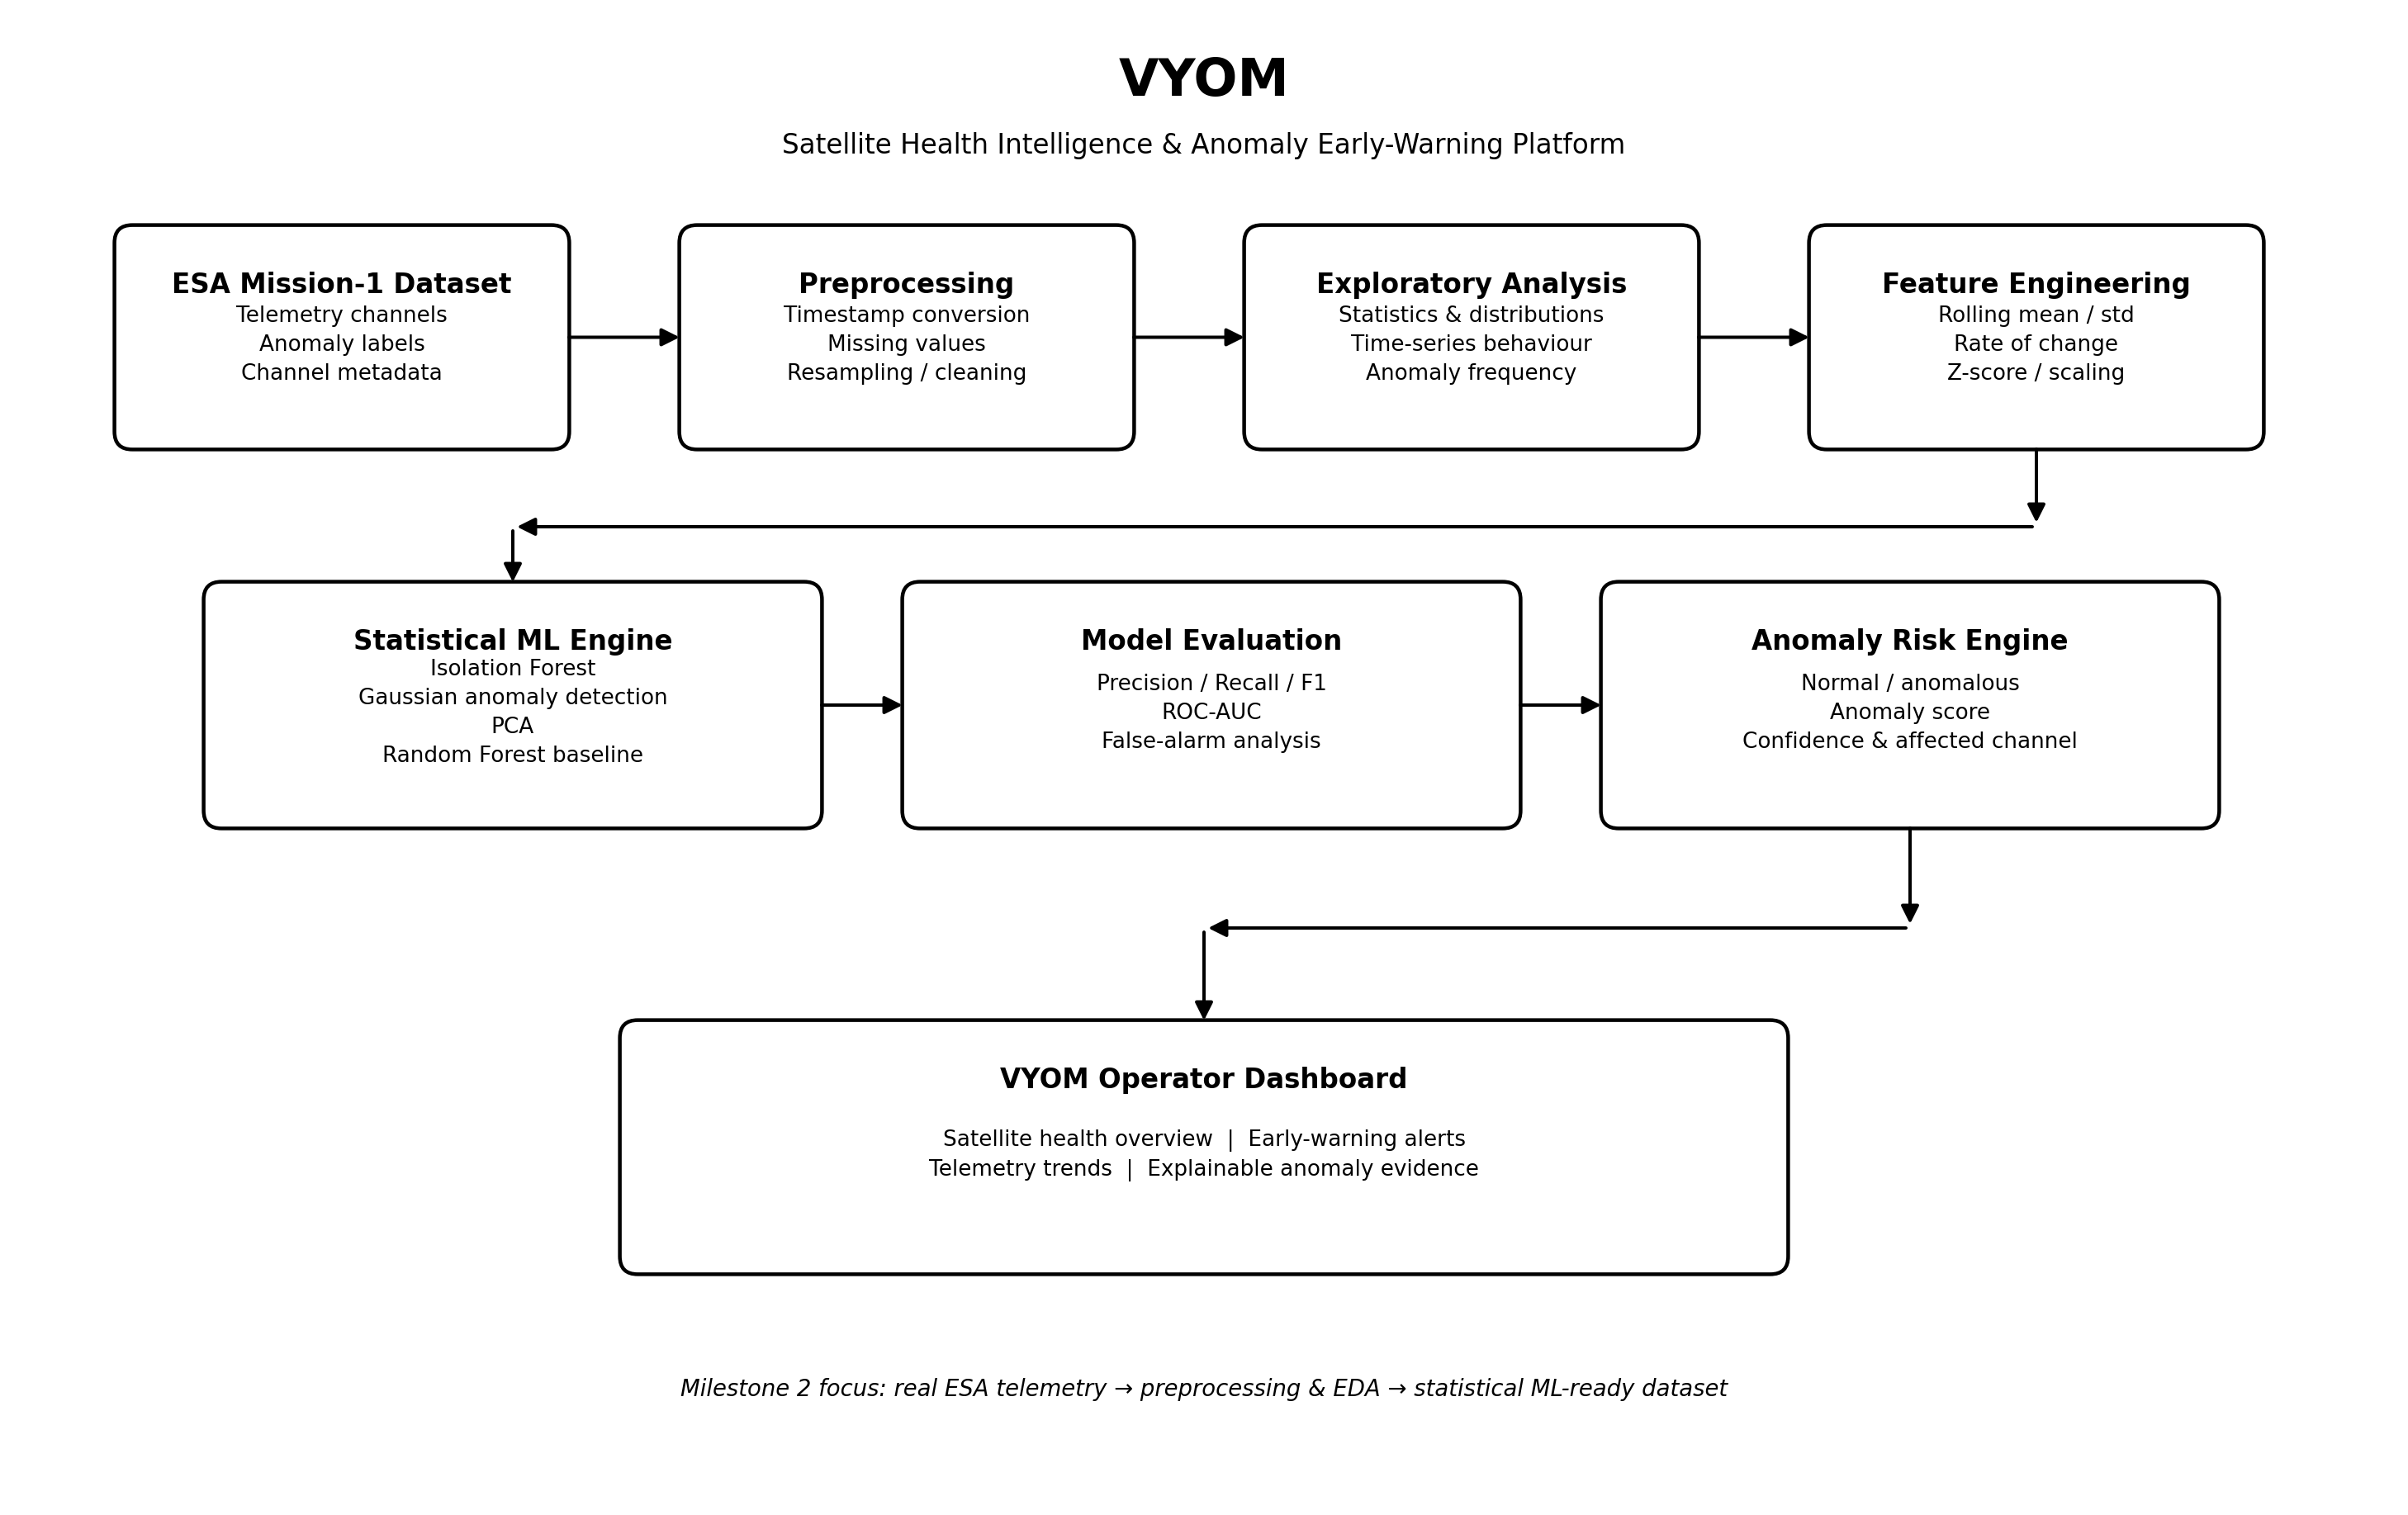 VYOM
Satellite Health Intelligence & Anomaly Early-Warning Platform
ESA Mission-1 Dataset
Telemetry channels
Anomaly labels
Channel metadata
Preprocessing
Timestamp conversion
Missing values
Resampling / cleaning
Exploratory Analysis
Statistics & distributions
Time-series behaviour
Anomaly frequency
Feature Engineering
Rolling mean / std
Rate of change
Z-score / scaling
Statistical ML Engine
Isolation Forest
Gaussian anomaly detection
PCA
Random Forest baseline
Model Evaluation
Precision / Recall / F1
ROC-AUC
False-alarm analysis
Anomaly Risk Engine
Normal / anomalous
Anomaly score
Confidence & affected channel
VYOM Operator Dashboard
Satellite health overview | Early-warning alerts
Telemetry trends | Explainable anomaly evidence
Milestone 2 focus: real ESA telemetry → preprocessing & EDA → statistical ML-ready dataset